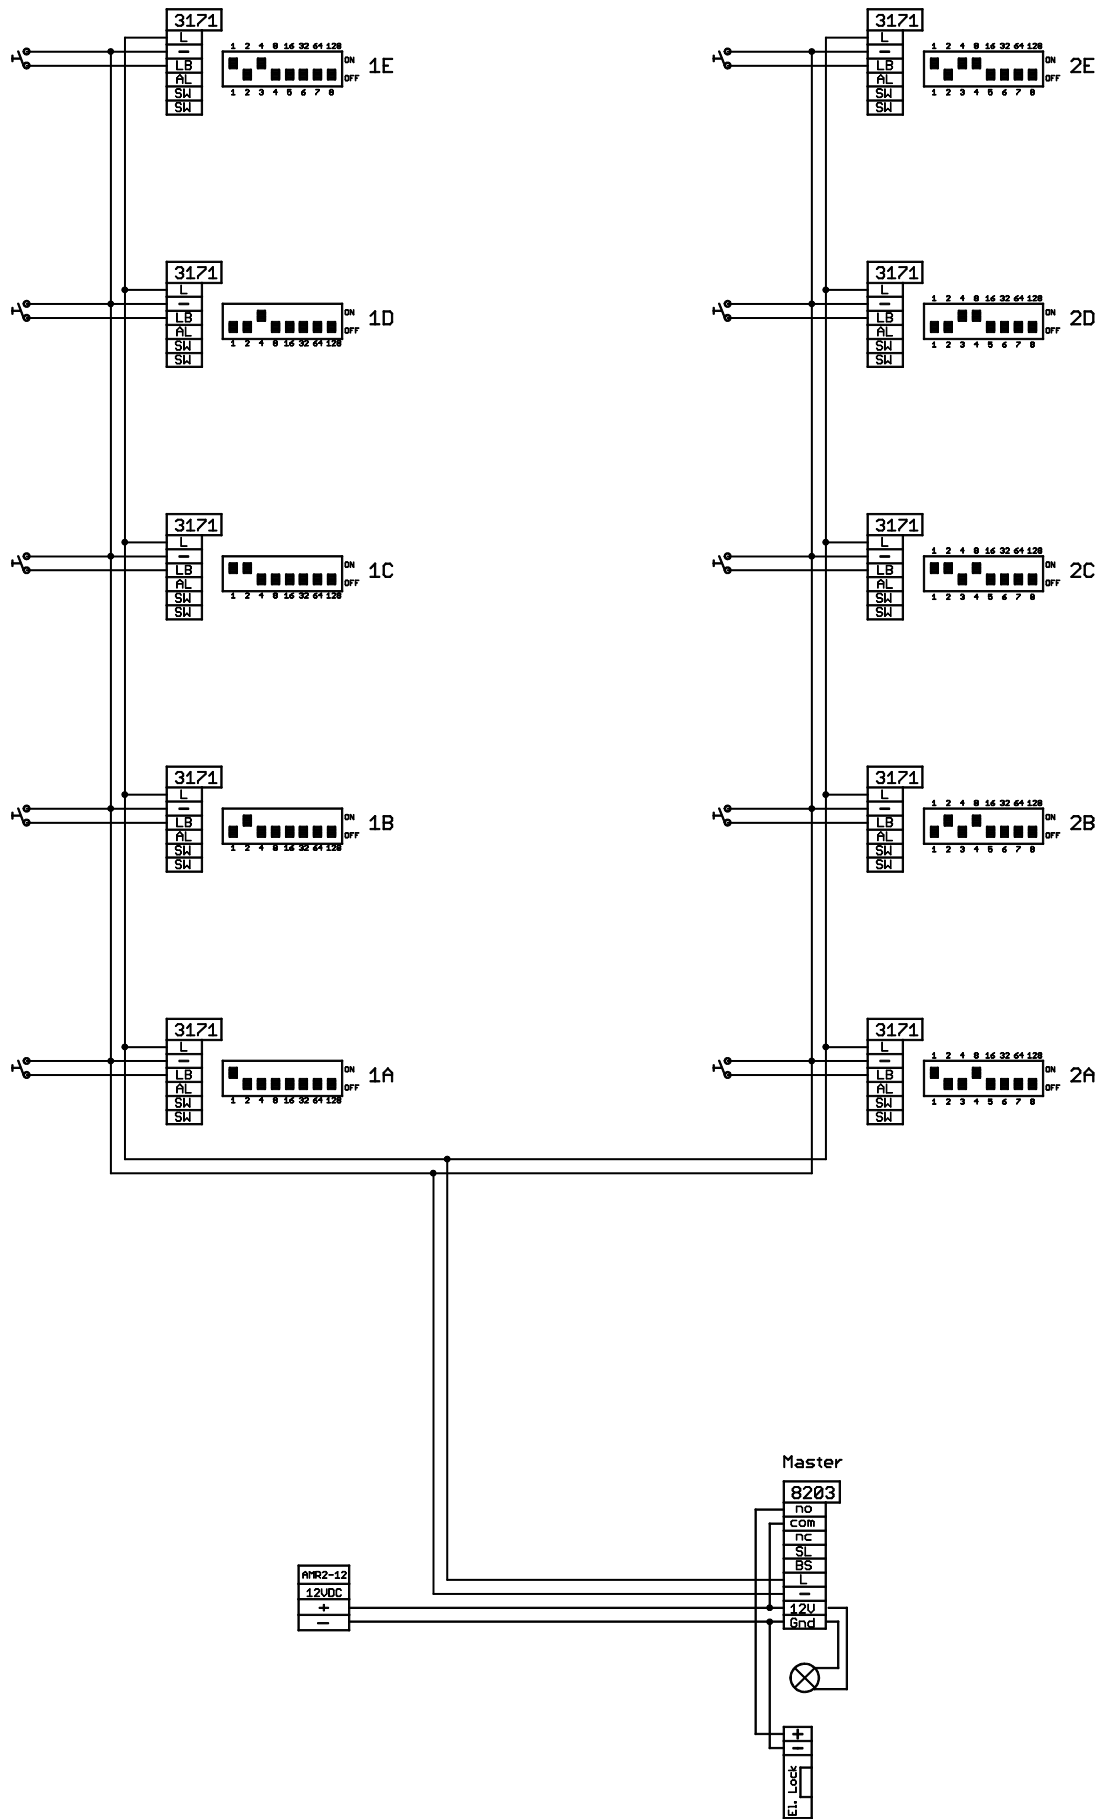 3171
L
1 2 4 8 16 32 64 128
–
ON
LB
1E
AL
OFF
SW
1 2 3 4 5 6 7 8
SW
3171
L
1 2 4 8 16 32 64 128
–
ON
LB
2E
AL
OFF
SW
1 2 3 4 5 6 7 8
SW
3171
L
–
ON
LB
1D
AL
OFF
SW
1 2 4 8 16 32 64 128
SW
3171
L
1 2 4 8 16 32 64 128
–
ON
LB
2D
AL
OFF
SW
1 2 3 4 5 6 7 8
SW
3171
L
–
ON
LB
1C
AL
OFF
SW
1 2 4 8 16 32 64 128
SW
3171
L
1 2 4 8 16 32 64 128
–
ON
LB
2C
AL
OFF
SW
1 2 3 4 5 6 7 8
SW
3171
L
–
ON
LB
1B
AL
OFF
SW
1 2 4 8 16 32 64 128
SW
3171
L
1 2 4 8 16 32 64 128
–
ON
LB
2B
AL
OFF
SW
1 2 3 4 5 6 7 8
SW
3171
L
–
ON
LB
1A
AL
OFF
SW
1 2 4 8 16 32 64 128
SW
3171
L
1 2 4 8 16 32 64 128
–
ON
LB
2A
AL
OFF
SW
1 2 3 4 5 6 7 8
SW
Master
8203
no
com
nc
SL
BS
L
–
12V
Gnd
AMR2-12
12VDC
+
–
+
–
El. Lock